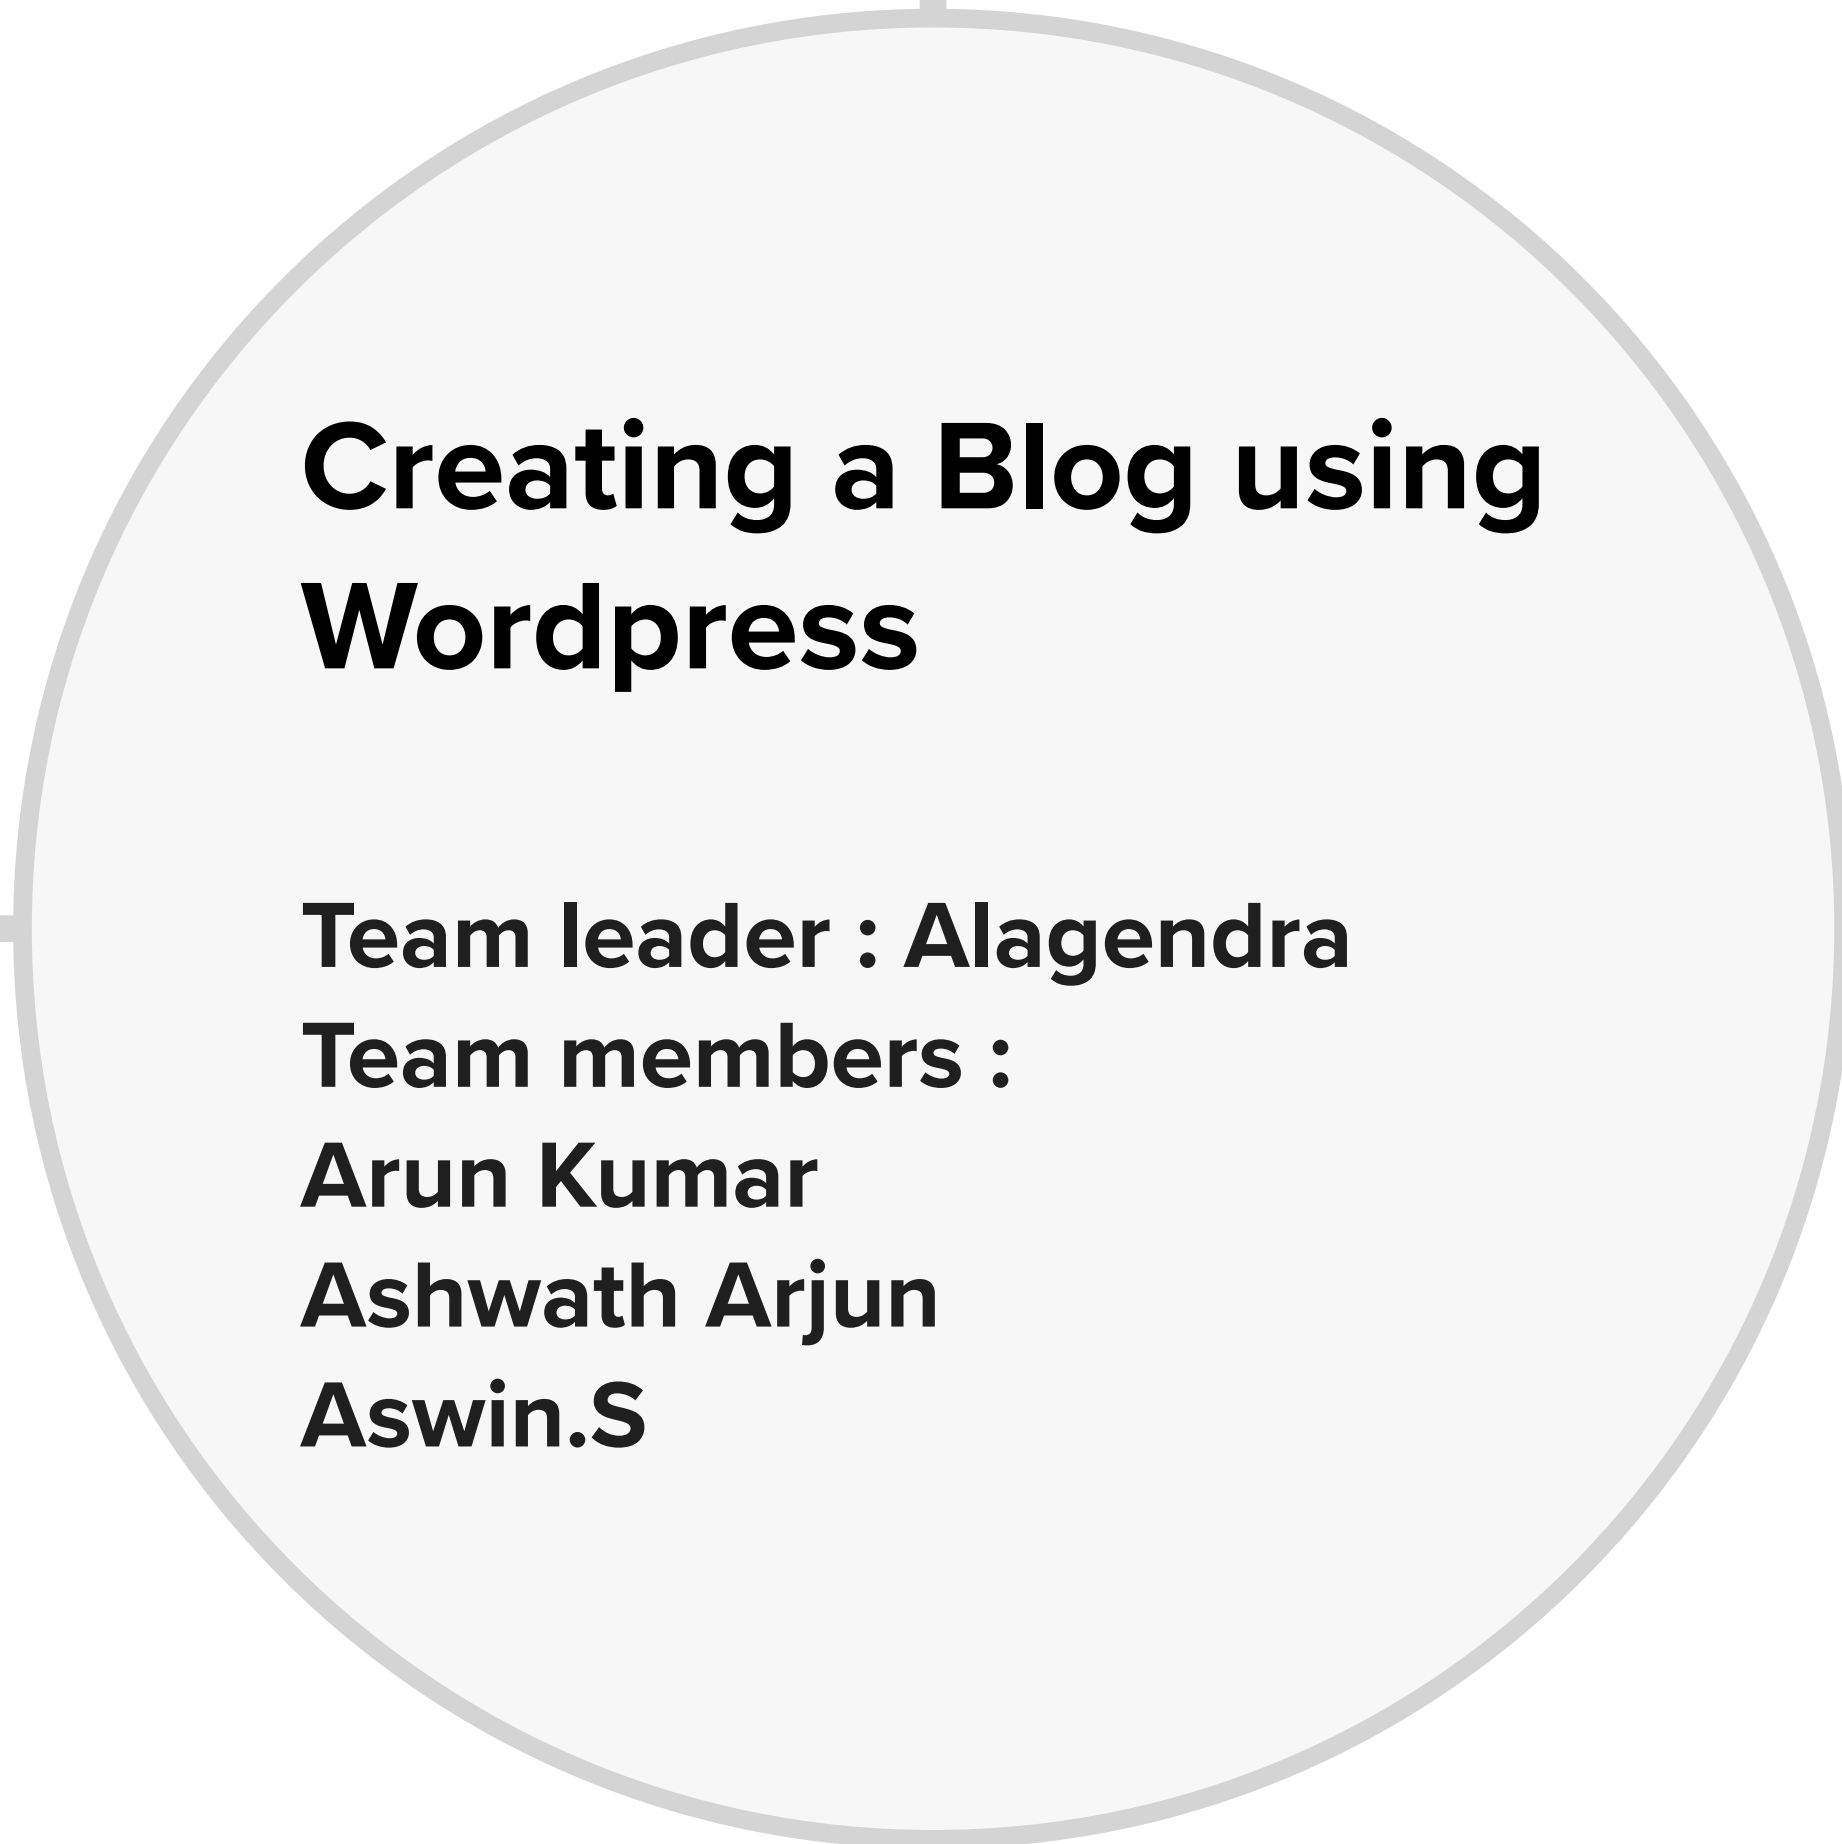 Creating a Blog using
Wordpress
Team leader : Alagendra
Team members :
Arun Kumar
Ashwath Arjun
Aswin.S